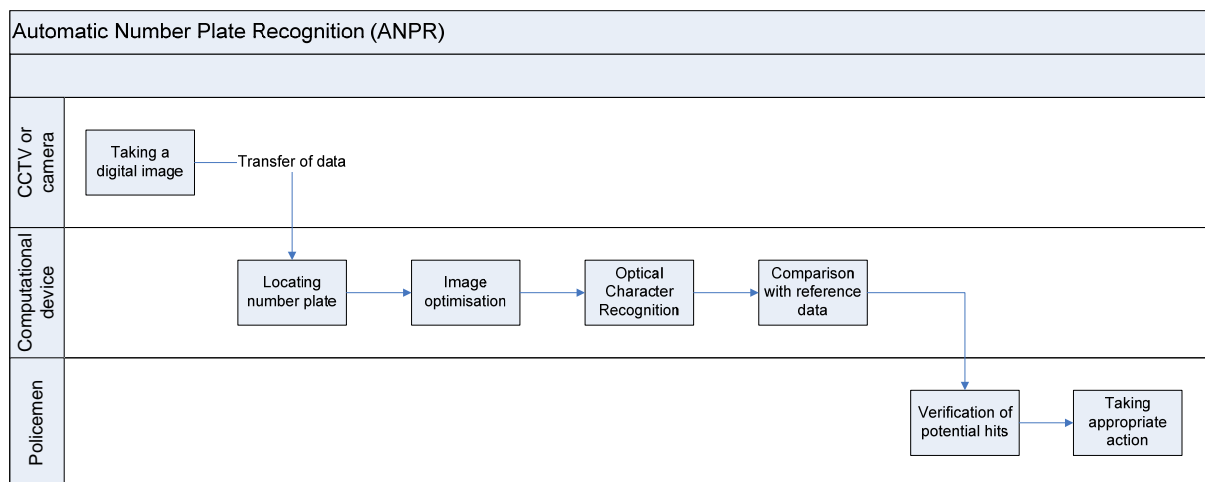 Automatic Number Plate Recognition (ANPR)
CCTV or
camera
Taking a
digital image
Transfer of data
Computational
device
Locating
number plate
Image
optimisation
Optical
Character
Recognition
Comparison
with reference
data
Policemen
Verification of
potential hits
Taking
appropriate
action